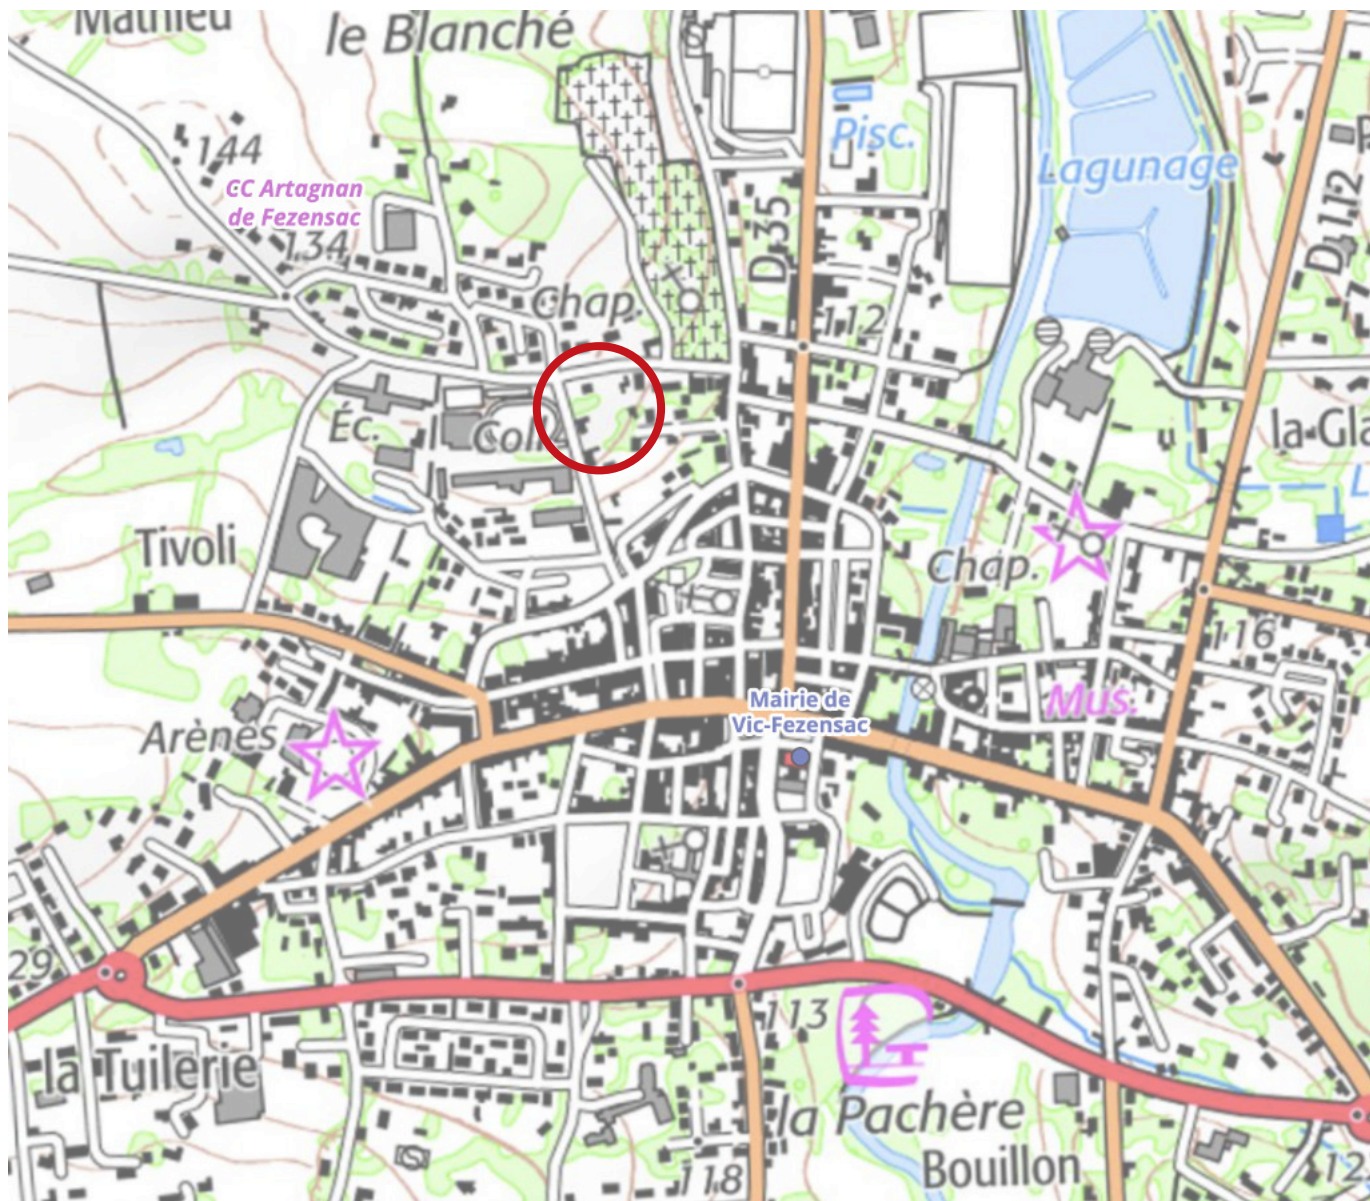 Mathieu
le Blanché
144
CC Artagnan
de Fezensac
134
Pisc.
Lagunage
D 35
D 112
Chap.
112
Éc.
Coll.
la Gla
L
Tivoli
Chap.
116
Arènes
Mairie de
Vic-Fezensac
Mus.
29
113
la Tuilerie
la Pachère
Bouillon
118
12